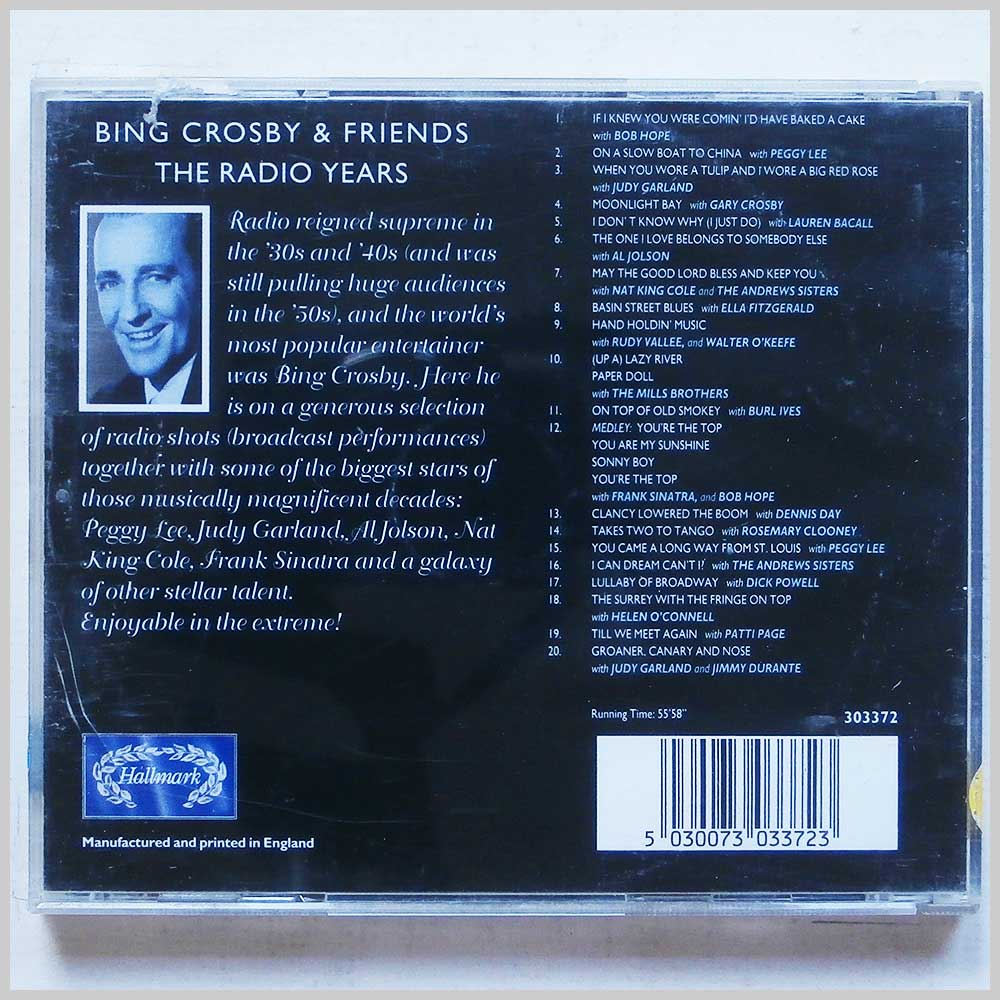 BING CROSBY & FRIENDS
THE RADIO YEARS
Radio reigned supreme in
the '30s and '40s (and was
still pulling huge audiences
in the '50s), and the world's
most popular entertainer
was Bing Crosby. Here he
is on a generous selection
of radio shots (broadcast performances)
together with some of the biggest stars of
those musically magnificent decades:
Peggy Lee, Judy Garland, Al Jolson, Nat
King Cole, Frank Sinatra and a galaxy
of other stellar talent.
Enjoyable in the extreme!
Hallmark
Manufactured and printed in England
1. IF I KNEW YOU WERE COMIN' I'D HAVE BAKED A CAKE
with BOB HOPE
2. ON A SLOW BOAT TO CHINA with PEGGY LEE
3. WHEN YOU WORE A TULIP AND I WORE A BIG RED ROSE
with JUDY GARLAND
4. MOONLIGHT BAY with GARY CROSBY
5. I DON'T KNOW WHY (I JUST DO) with LAUREN BACALL
6. THE ONE I LOVE BELONGS TO SOMEBODY ELSE
with AL JOLSON
7. MAY THE GOOD LORD BLESS AND KEEP YOU
with NAT KING COLE and THE ANDREWS SISTERS
8. BASIN STREET BLUES with ELLA FITZGERALD
9. HAND HOLDIN' MUSIC
with RUDY VALLEE, and WALTER O'KEEFE
10. (UP A) LAZY RIVER
PAPER DOLL
with THE MILLS BROTHERS
11. ON TOP OF OLD SMOKEY with BURL IVES
12. MEDLEY: YOU'RE THE TOP
YOU ARE MY SUNSHINE
SONNY BOY
YOU'RE THE TOP
with FRANK SINATRA, and BOB HOPE
13. CLANCY LOWERED THE BOOM with DENNIS DAY
14. TAKES TWO TO TANGO with ROSEMARY CLOONEY
15. YOU CAME A LONG WAY FROM ST. LOUIS with PEGGY LEE
16. I CAN DREAM CAN'T I! with THE ANDREWS SISTERS
17. LULLABY OF BROADWAY with DICK POWELL
18. THE SURREY WITH THE FRINGE ON TOP
with HELEN O'CONNELL
19. TILL WE MEET AGAIN with PATTI PAGE
20. GROANER, CANARY AND NOSE
with JUDY GARLAND and JIMMY DURANTE
Running Time: 55'58" 303372
5 030073 033723